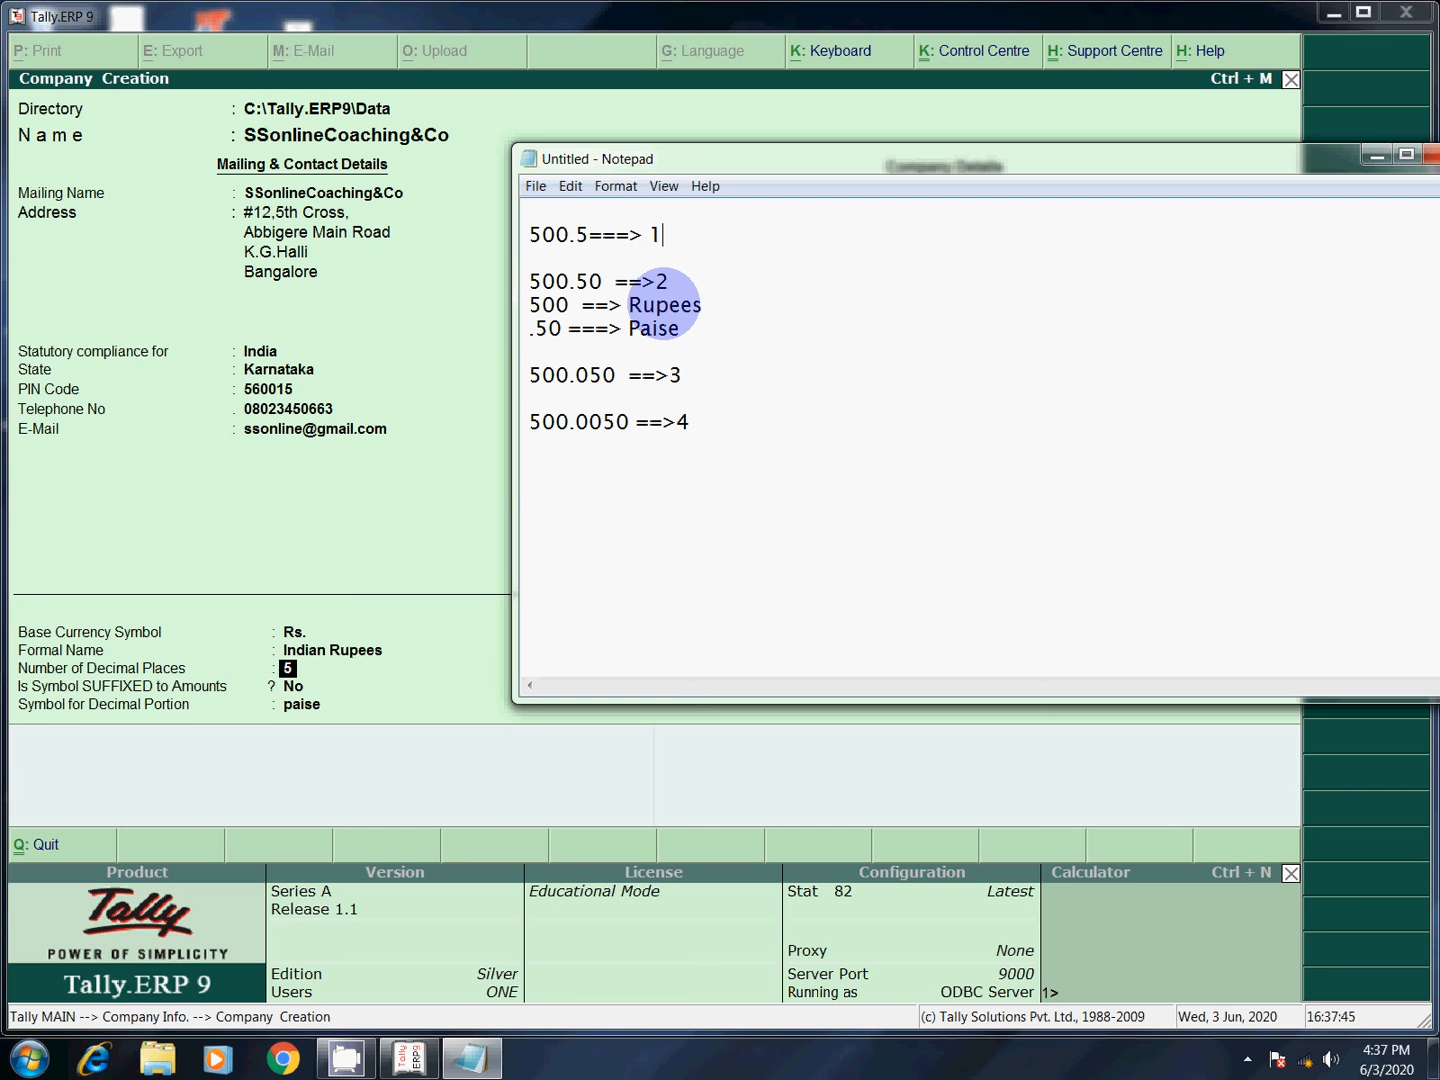 Tally.ERP 9
P: Print
E: Export
M: E-Mail
O: Upload
G: Language
K: Keyboard
K: Control Centre
H: Support Centre
H: Help
Company Creation
Ctrl + M
Directory : C:\Tally.ERP9\Data
Name : SSonlineCoaching&Co
Mailing & Contact Details
Mailing Name : SSonlineCoaching&Co
Address : #12,5th Cross,
Abbigere Main Road
K.G.Halli
Bangalore
Statutory compliance for : India
State : Karnataka
PIN Code : 560015
Telephone No . 08023450663
E-Mail : ssonline@gmail.com
Base Currency Symbol : Rs.
Formal Name : Indian Rupees
Number of Decimal Places : 5
Is Symbol SUFFIXED to Amounts ? No
Symbol for Decimal Portion : paise
Company Details
Untitled - Notepad
File Edit Format View Help
500.5===> 1
500.50 ==>2
500 ==> Rupees
.50 ===> Paise
500.050 ==>3
500.0050 ==>4
Q: Quit
Product
Version
License
Configuration
Calculator
Ctrl + N
Tally
POWER OF SIMPLICITY
Tally.ERP 9
Series A
Release 1.1
Edition Silver
Users ONE
Educational Mode
Stat 82 Latest
Proxy None
Server Port 9000
Running as ODBC Server
1>
Tally MAIN --> Company Info. --> Company Creation
(c) Tally Solutions Pvt. Ltd., 1988-2009
Wed, 3 Jun, 2020
16:37:45
Tally
ERP9
4:37 PM
6/3/2020